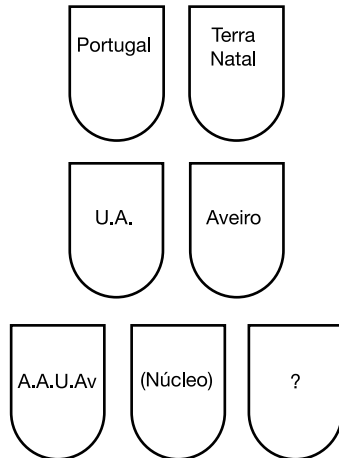 Portugal
Terra
Natal
U.A.
Aveiro
A.A.U.Av
(Núcleo)
?